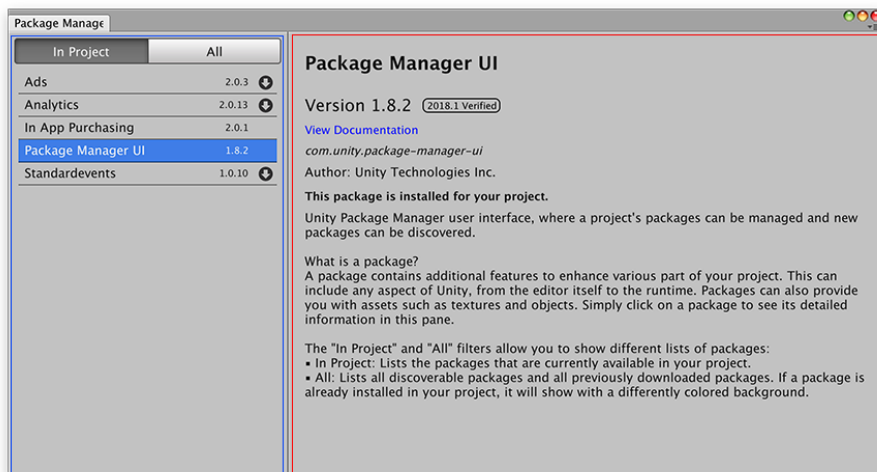 Package Manage
In Project
All
Ads 2.0.3
Analytics 2.0.13
In App Purchasing 2.0.1
Package Manager UI 1.8.2
Standardevents 1.0.10
Package Manager UI
Version 1.8.2 2018.1 Verified
View Documentation
com.unity.package-manager-ui
Author: Unity Technologies Inc.
This package is installed for your project.
Unity Package Manager user interface, where a project's packages can be managed and new
packages can be discovered.
What is a package?
A package contains additional features to enhance various part of your project. This can
include any aspect of Unity, from the editor itself to the runtime. Packages can also provide
you with assets such as textures and objects. Simply click on a package to see its detailed
information in this pane.
The "In Project" and "All" filters allow you to show different lists of packages:
▪ In Project: Lists the packages that are currently available in your project.
▪ All: Lists all discoverable packages and all previously downloaded packages. If a package is
already installed in your project, it will show with a differently colored background.